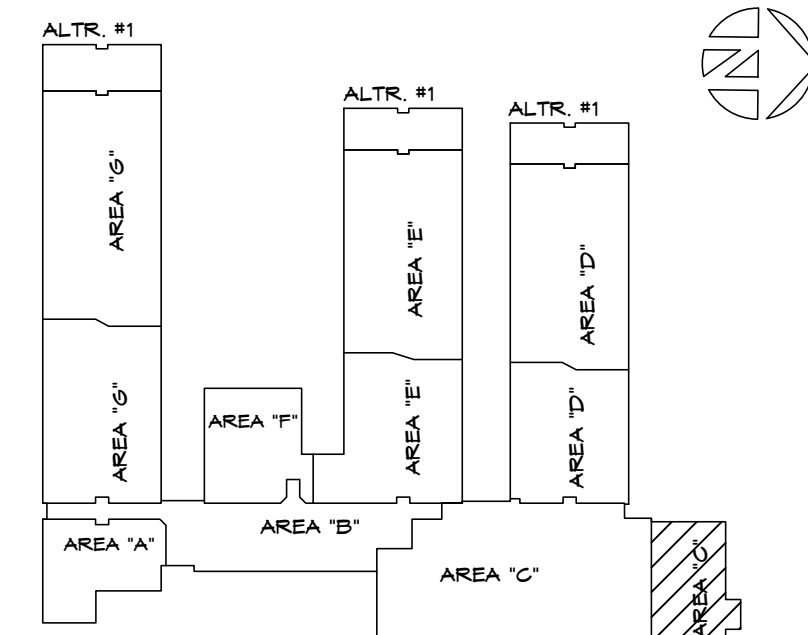 ALTR. #1
ALTR. #1
ALTR. #1
N
AREA "G"
AREA "E"
AREA "D"
AREA "G"
AREA "F"
AREA "E"
AREA "D"
AREA "A"
AREA "B"
AREA "C"
AREA "C"